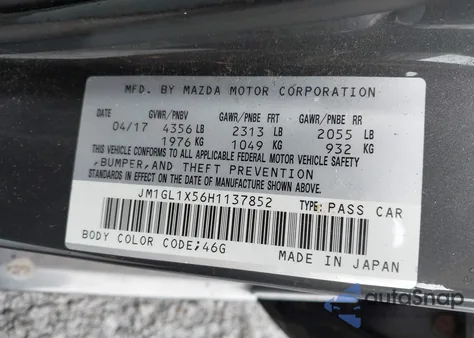 MFD. BY MAZDA MOTOR CORPORATION
DATE GVWR/PNBV GAWR/PNBE FRT GAWR/PNBE RR
04/17 4356 LB 2313 LB 2055 LB
1976 KG 1049 KG 932 KG
THIS VEHICLE CONFORMS TO ALL APPLICABLE FEDERAL MOTOR VEHICLE SAFETY
,BUMPER,AND THEFT PREVENTION
STANDARDS IN EFFECT ON THE DATE OF MANUFACTURE SHOWN ABOVE.
JM1GL1X56H1137852 TYPE: PASS CAR
BODY COLOR CODE;46G MADE IN JAPAN
autoSnap